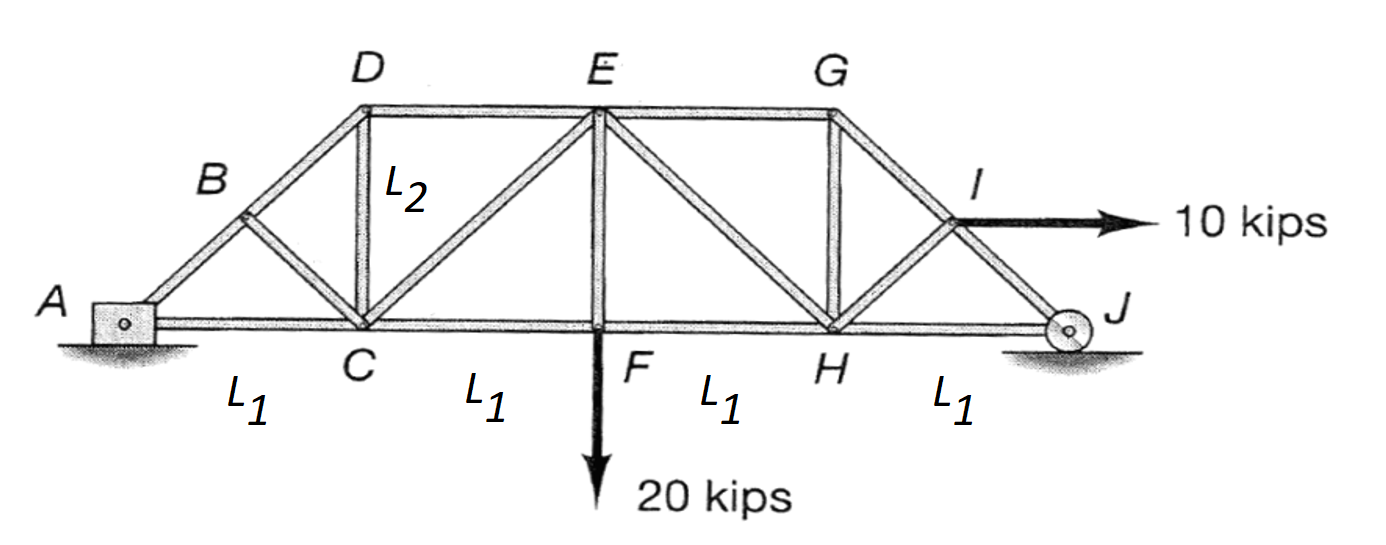 D E G
B L2 I
10 kips
A J
C F H
L1 L1 L1 L1
20 kips